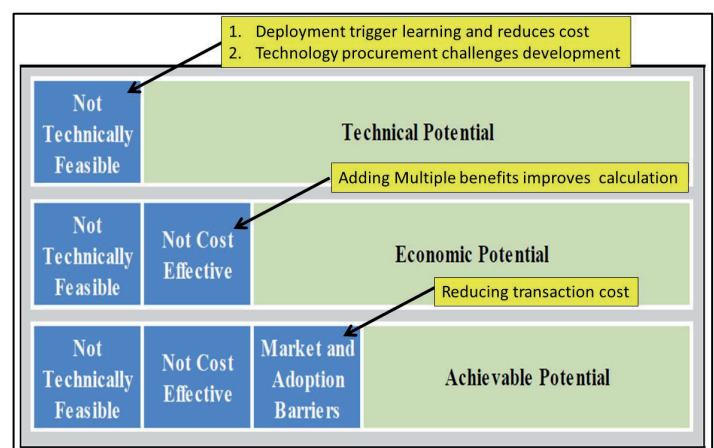 1. Deployment trigger learning and reduces cost
2. Technology procurement challenges development
Not
Technically
Feasible
Technical Potential
Adding Multiple benefits improves calculation
Not
Technically
Feasible
Not Cost
Effective
Economic Potential
Reducing transaction cost
Not
Technically
Feasible
Not Cost
Effective
Market and
Adoption
Barriers
Achievable Potential